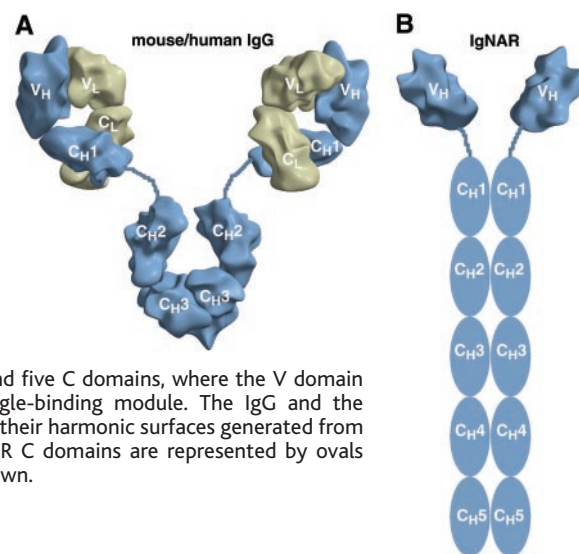 A
mouse/human IgG
VH
VL
VL
VH
CL
CH1
CL
CH1
CH2
CH2
CH3
CH3
B
IgNAR
VH
VH
CH1
CH1
CH2
CH2
CH3
CH3
CH4
CH4
CH5
CH5
nd five C domains, where the V domain
gle-binding module. The IgG and the
their harmonic surfaces generated from
R C domains are represented by ovals
wn.